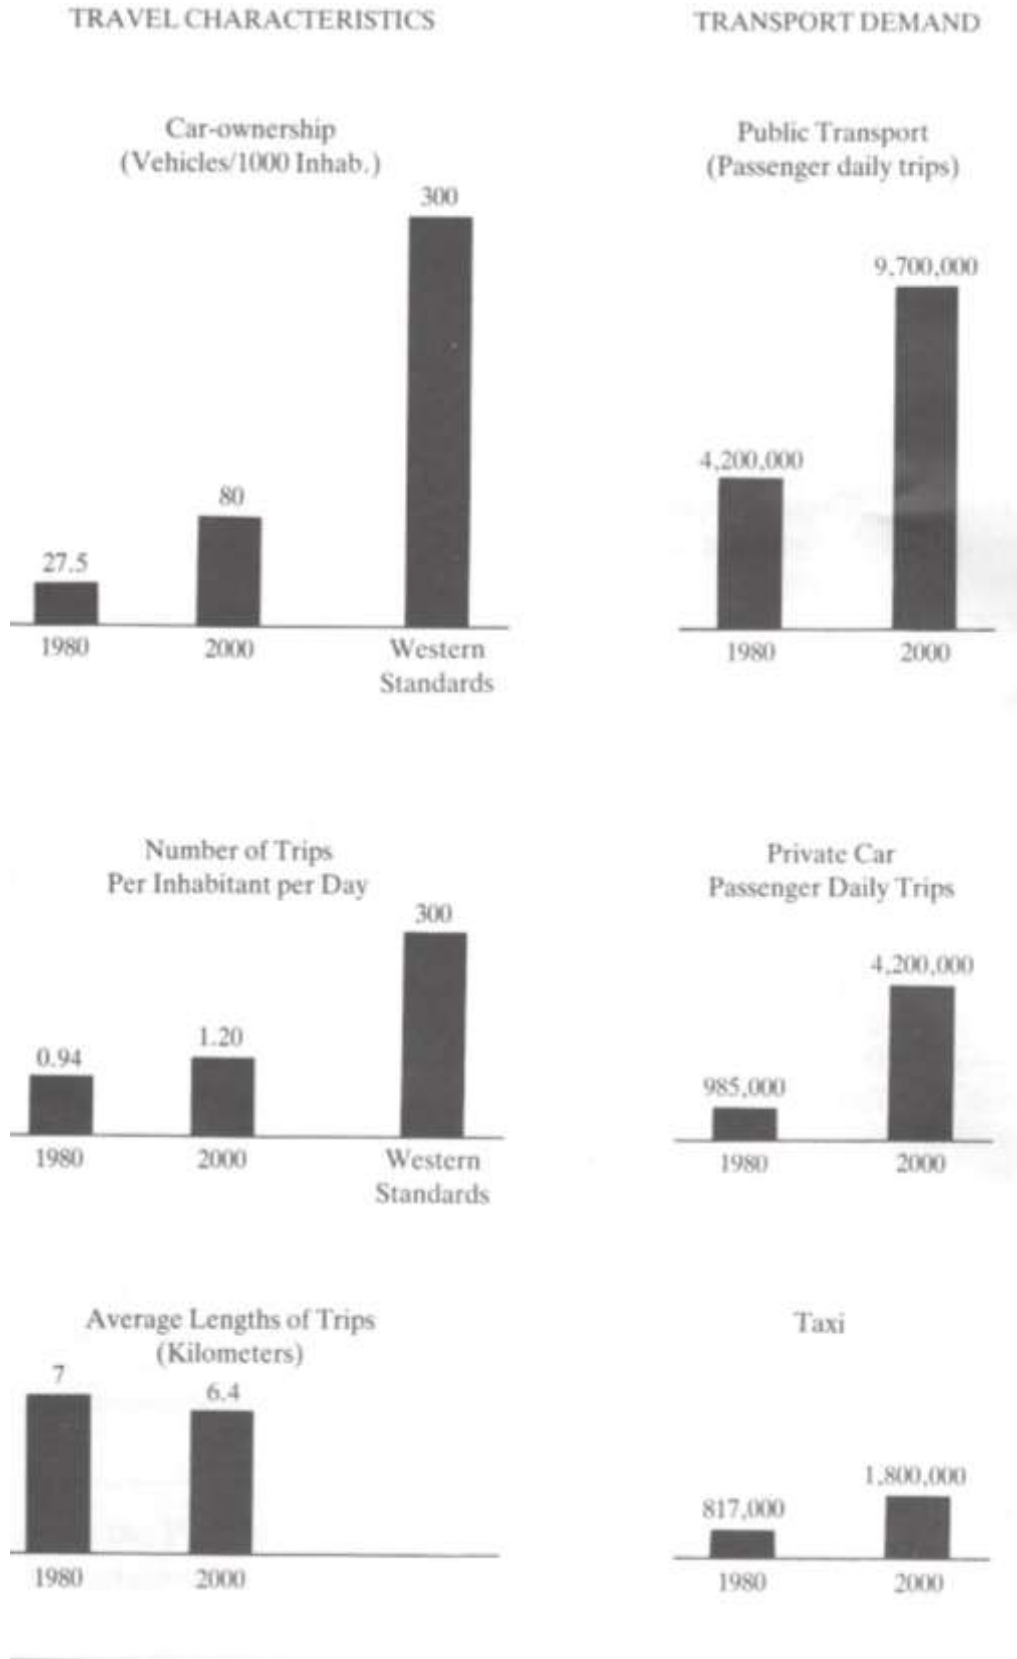 TRAVEL CHARACTERISTICS
Car-ownership
(Vehicles/1000 Inhab.)
300
80
27.5
1980
2000
Western
Standards
Number of Trips
Per Inhabitant per Day
300
1.20
0.94
1980
2000
Western
Standards
Average Lengths of Trips
(Kilometers)
7
6.4
1980
2000
TRANSPORT DEMAND
Public Transport
(Passenger daily trips)
9,700,000
4,200,000
1980
2000
Private Car
Passenger Daily Trips
4,200,000
985,000
1980
2000
Taxi
1,800,000
817,000
1980
2000